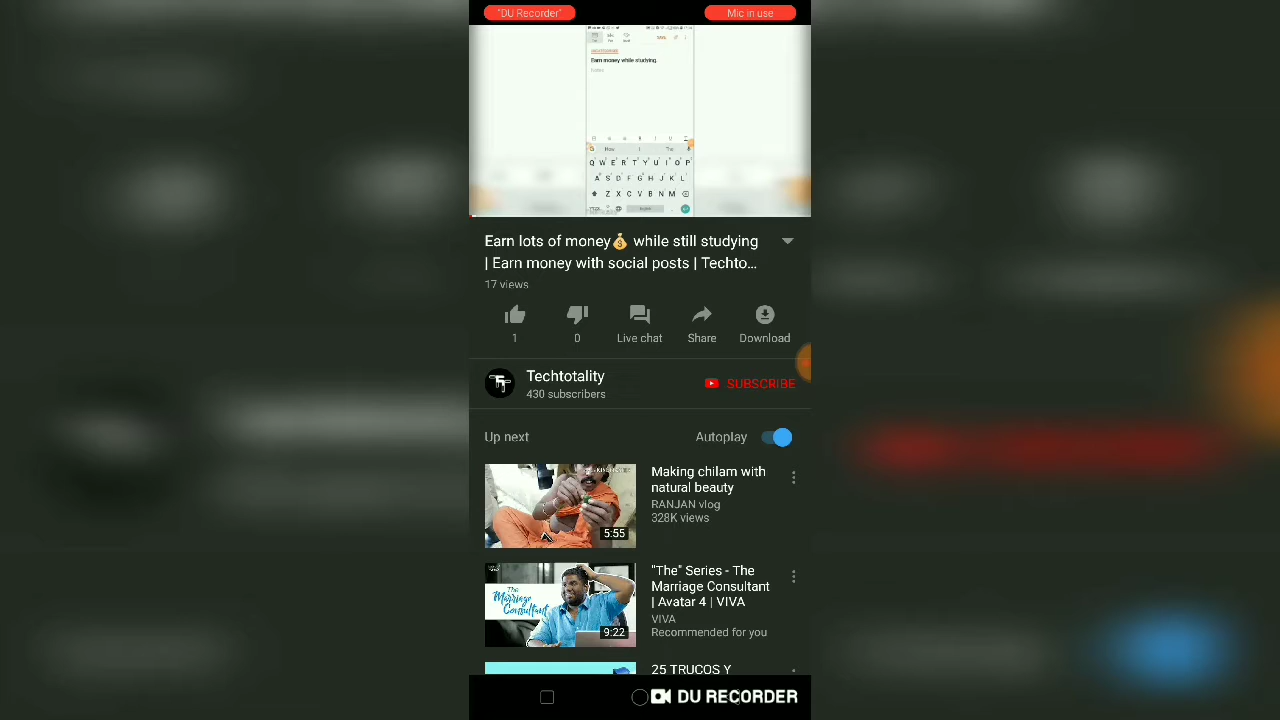 "DU Recorder"
Mic in use
Earn money while studying.
Q W E R T Y U I O P
A S D F G H J K L
Z X C V B N M
Earn lots of money💰 while still studying
| Earn money with social posts | Techto...
17 views
1
0
Live chat
Share
Download
Techtotality
430 subscribers
SUBSCRIBE
Up next
Autoplay
5:55
Making chilam with
natural beauty
RANJAN vlog
328K views
The
Marriage
Consultant
9:22
"The" Series - The
Marriage Consultant
| Avatar 4 | VIVA
VIVA
Recommended for you
25 TRUCOS Y
DU RECORDER